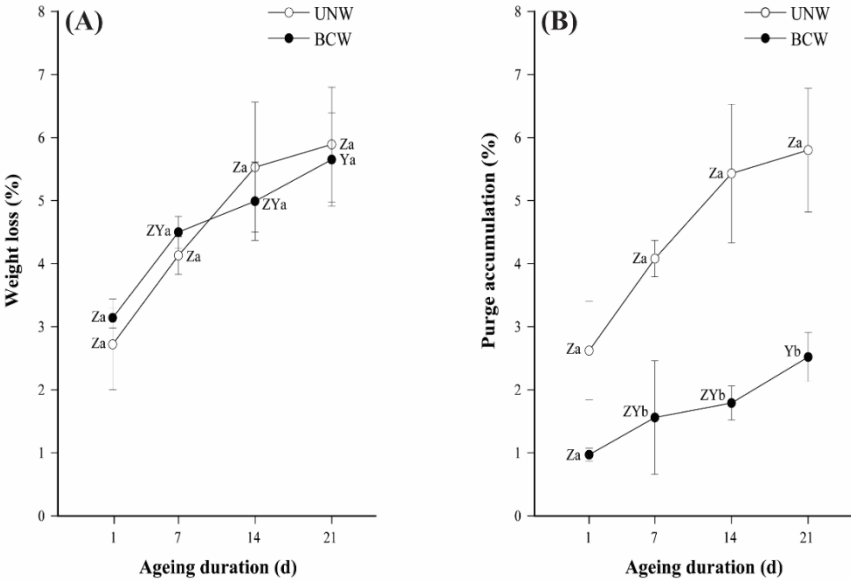 (A)
UNW
BCW
Weight loss (%)
8
7
6
5
4
3
2
1
0
Za
Za
ZYa
Za
Za
ZYa
Za
Ya
1
7
14
21
Ageing duration (d)
(B)
UNW
BCW
Purge accumulation (%)
8
7
6
5
4
3
2
1
0
Za
Za
Za
Za
Za
ZYb
ZYb
Yb
1
7
14
21
Ageing duration (d)